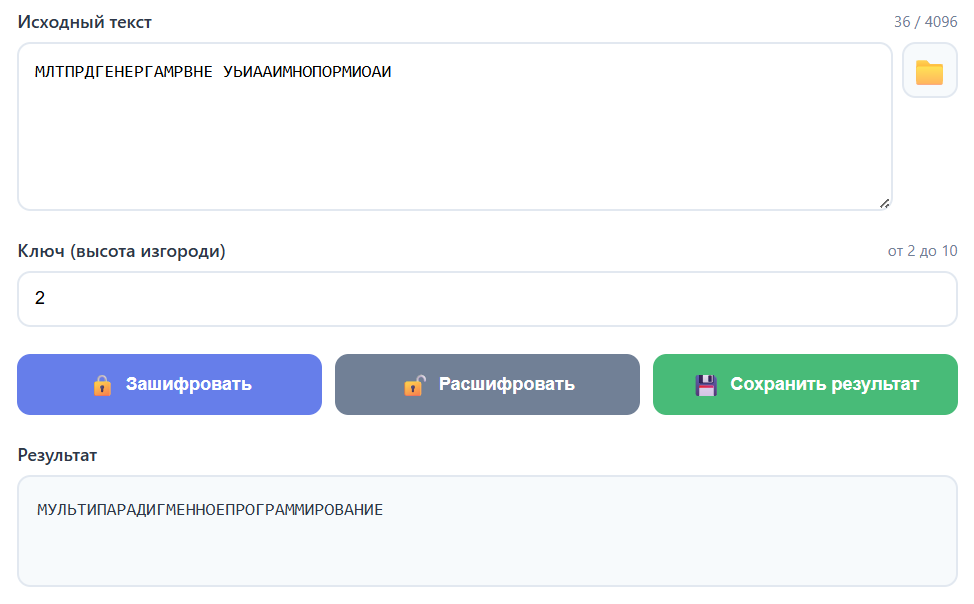 Исходный текст 36 / 4096
МЛТПРДГЕНЕРГАМРВНЕ УЬИААИМНОПОРМИОАИ
Ключ (высота изгороди) от 2 до 10
2
Зашифровать Расшифровать Сохранить результат
Результат
МУЛЬТИПАРАДИГМЕННОЕПРОГРАММИРОВАНИЕ